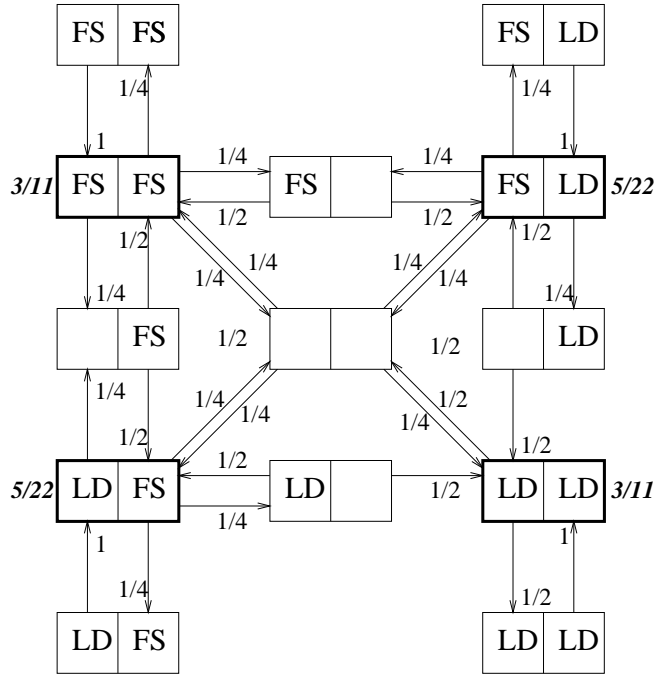 FS FS FS LD
1/4 1/4
1 1/4 1/4 1
3/11 FS FS FS FS LD 5/22
1/2 1/2 1/2 1/2
1/4 1/4
1/4 1/4 1/4 1/4
FS 1/2 1/2 LD
1/4 1/4 1/2
1/4 1/4
1/2 1/2 1/2 1/2
5/22 LD FS LD LD LD 3/11
1/4 1/2
1 1
1/4 1/2
LD FS LD LD